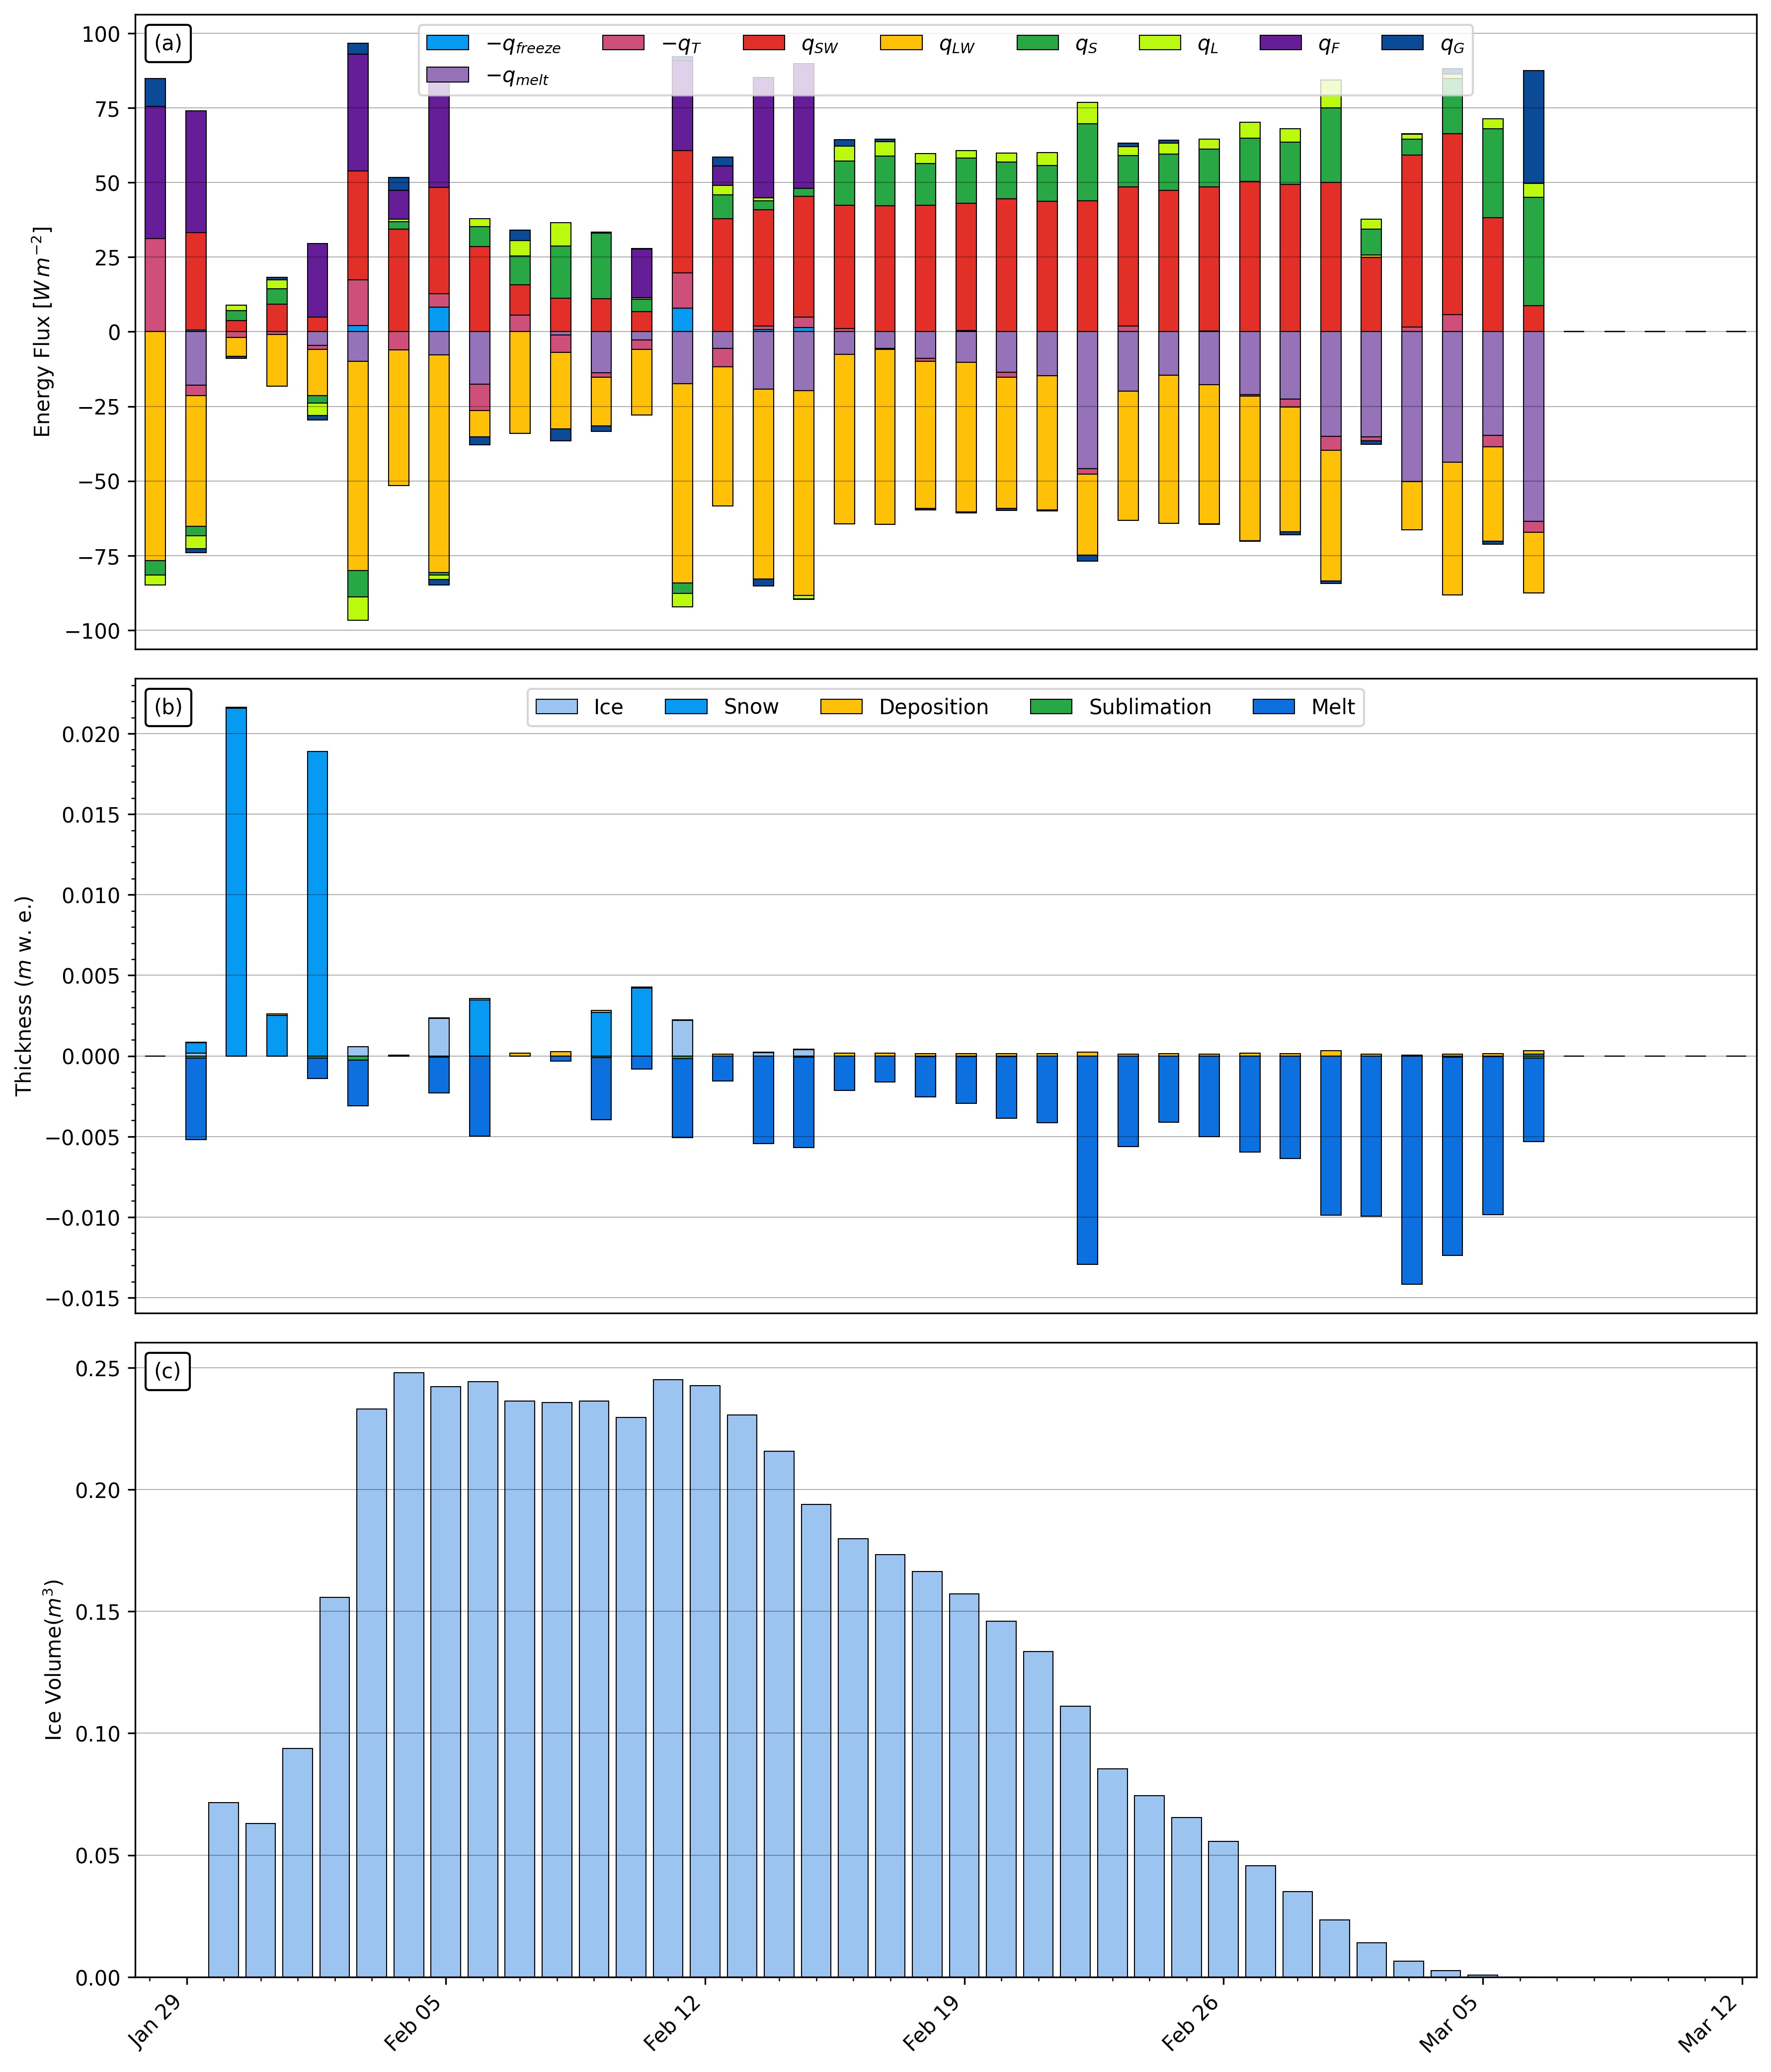 (a)
−q_freeze −q_T q_SW q_LW q_S q_L q_F q_G
−q_melt
100
75
50
25
0
−25
−50
−75
−100
Energy Flux [W m⁻²]
(b)
Ice Snow Deposition Sublimation Melt
0.020
0.015
0.010
0.005
0.000
−0.005
−0.010
−0.015
Thickness (m w. e.)
(c)
0.25
0.20
0.15
0.10
0.05
0.00
Ice Volume(m³)
Jan 29
Feb 05
Feb 12
Feb 19
Feb 26
Mar 05
Mar 12